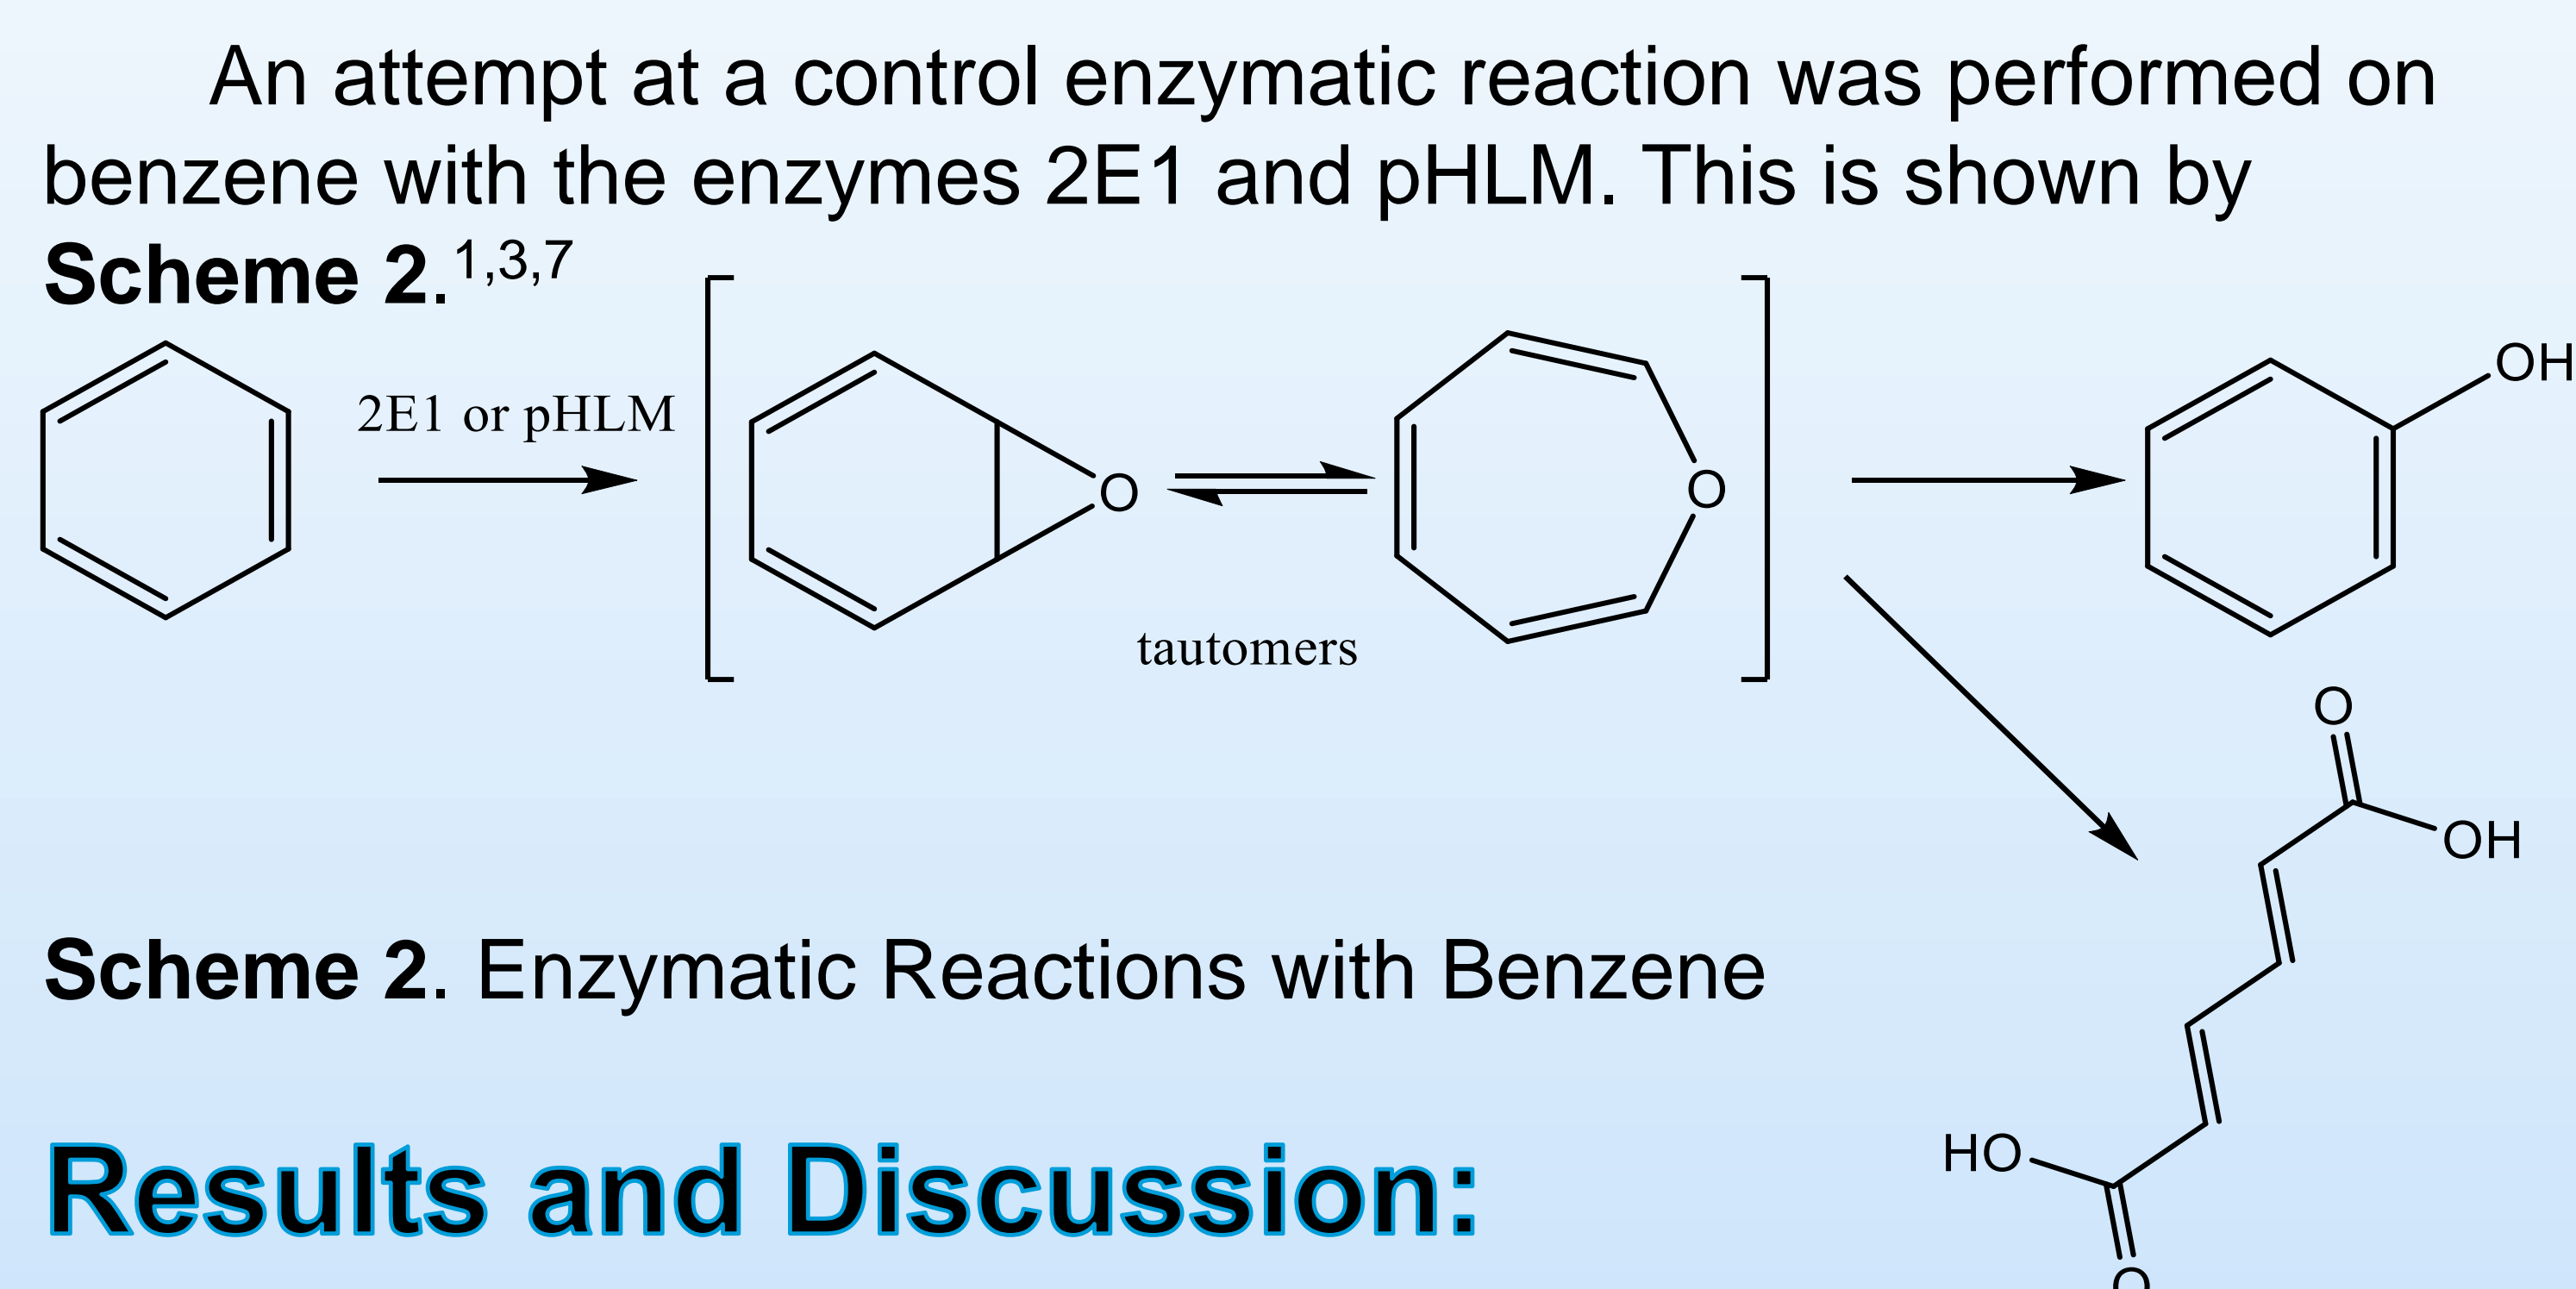 An attempt at a control enzymatic reaction was performed on
benzene with the enzymes 2E1 and pHLM. This is shown by
Scheme 2.1,3,7
2E1 or pHLM
O
O
OH
tautomers
O
OH
HO
O
Scheme 2. Enzymatic Reactions with Benzene
Results and Discussion: